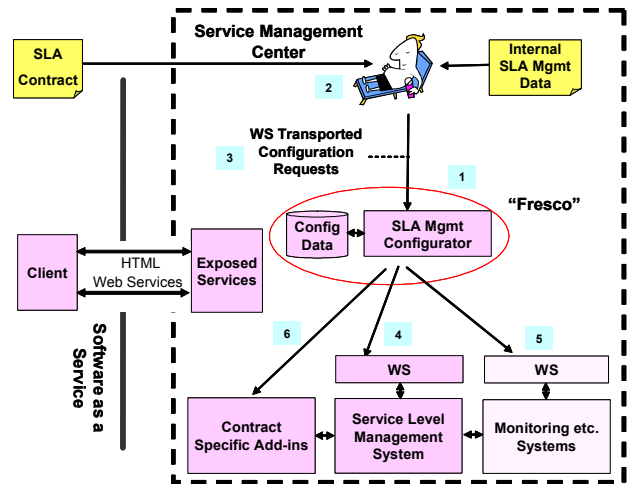 Service Management
Center
SLA
Contract
Internal
SLA Mgmt
Data
2
WS Transported
Configuration
Requests
3
1
"Fresco"
Config
Data
SLA Mgmt
Configurator
Client
HTML
Web Services
Exposed
Services
Software as a
Service
6
4
5
WS
WS
Contract
Specific Add-ins
Service Level
Management
System
Monitoring etc.
Systems